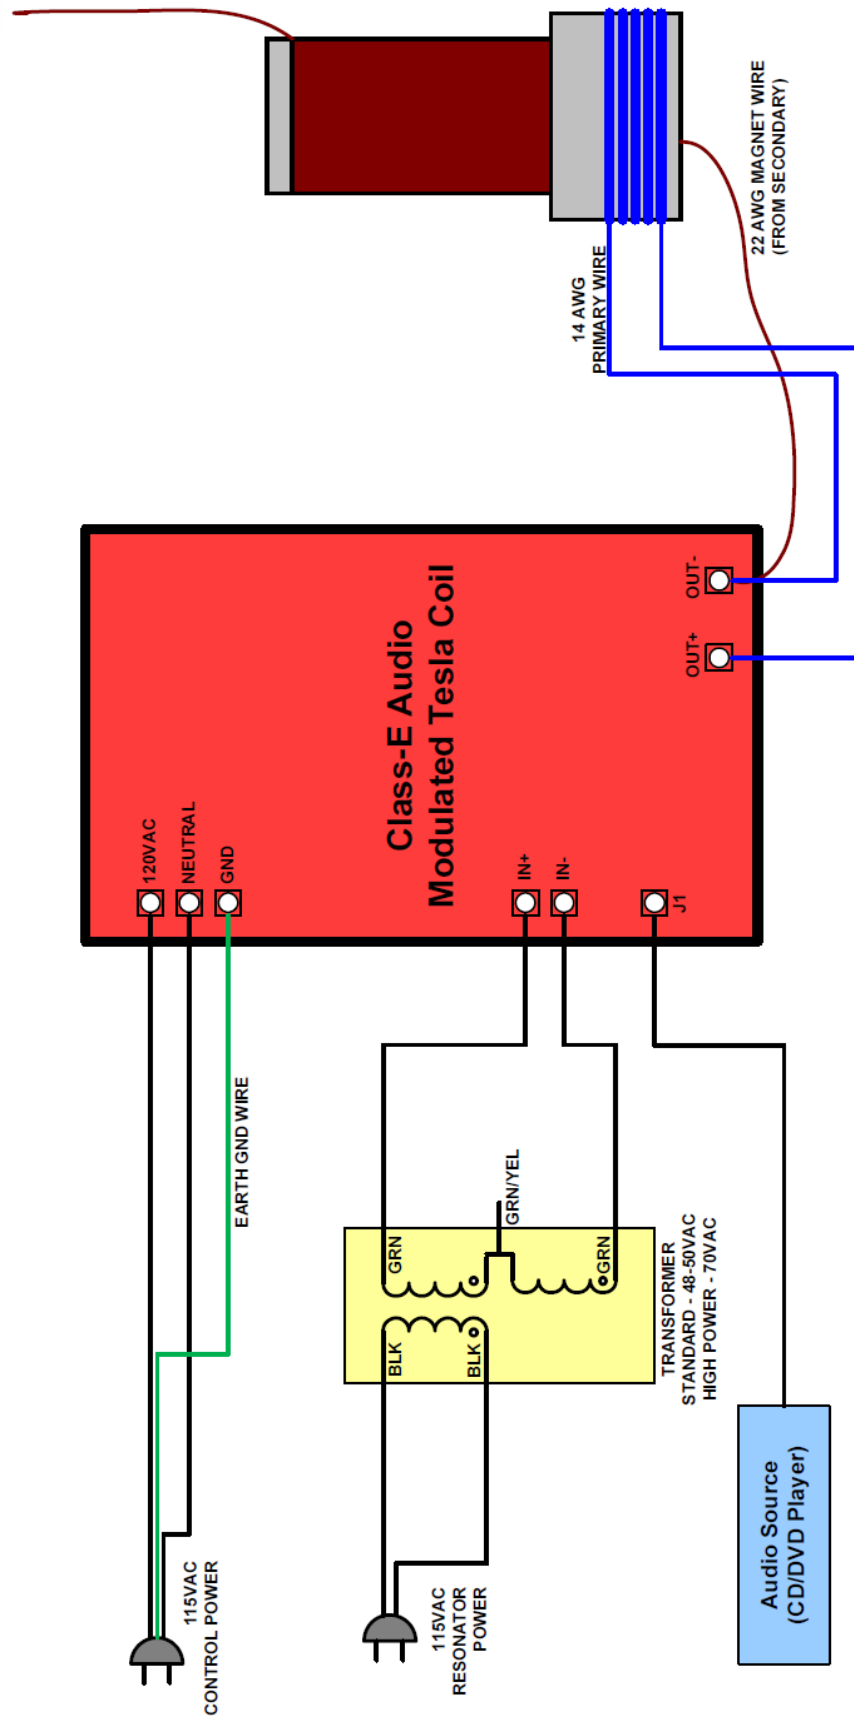 115VAC
CONTROL POWER
EARTH GND WIRE
120VAC
NEUTRAL
GND
115VAC
RESONATOR
POWER
BLK
BLK
GRN
GRN
GRN/YEL
TRANSFORMER
STANDARD - 48-50VAC
HIGH POWER - 70VAC
IN+
IN-
J1
Audio Source
(CD/DVD Player)
Class-E Audio
Modulated Tesla Coil
OUT+
OUT-
14 AWG
PRIMARY WIRE
22 AWG MAGNET WIRE
(FROM SECONDARY)